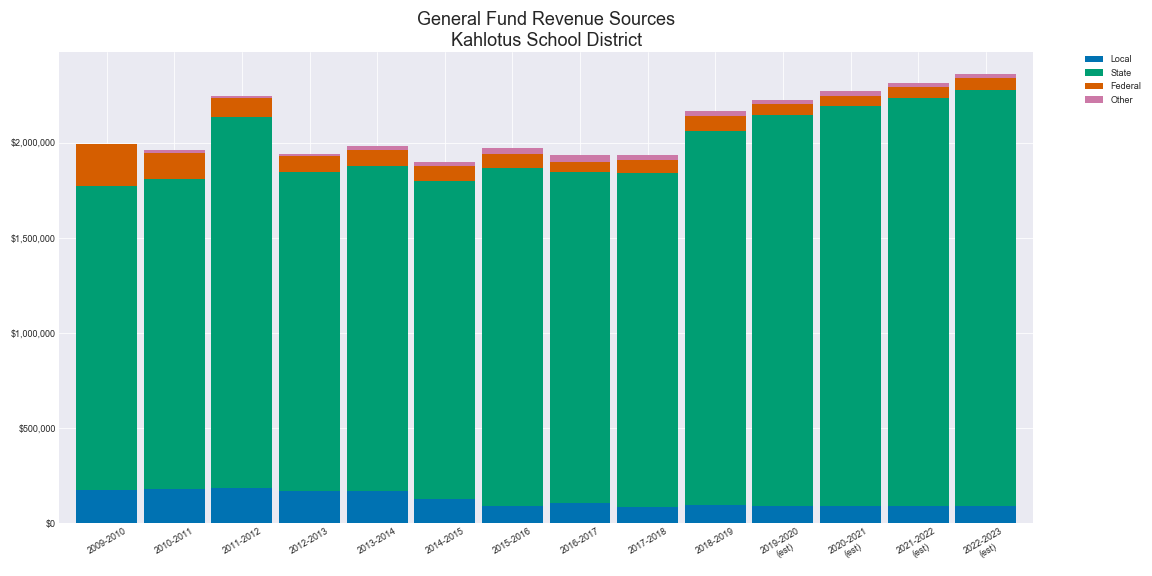 General Fund Revenue Sources
Kahlotus School District
Local
State
Federal
Other
$2,000,000
$1,500,000
$1,000,000
$500,000
$0
2009-2010
2010-2011
2011-2012
2012-2013
2013-2014
2014-2015
2015-2016
2016-2017
2017-2018
2018-2019
2019-2020
(est)
2020-2021
(est)
2021-2022
(est)
2022-2023
(est)